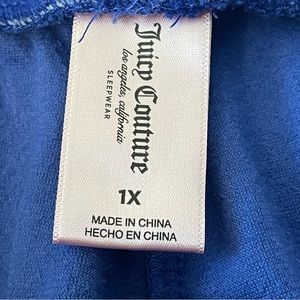 Juicy Couture
los angeles, california
SLEEPWEAR
1X
MADE IN CHINA
HECHO EN CHINA